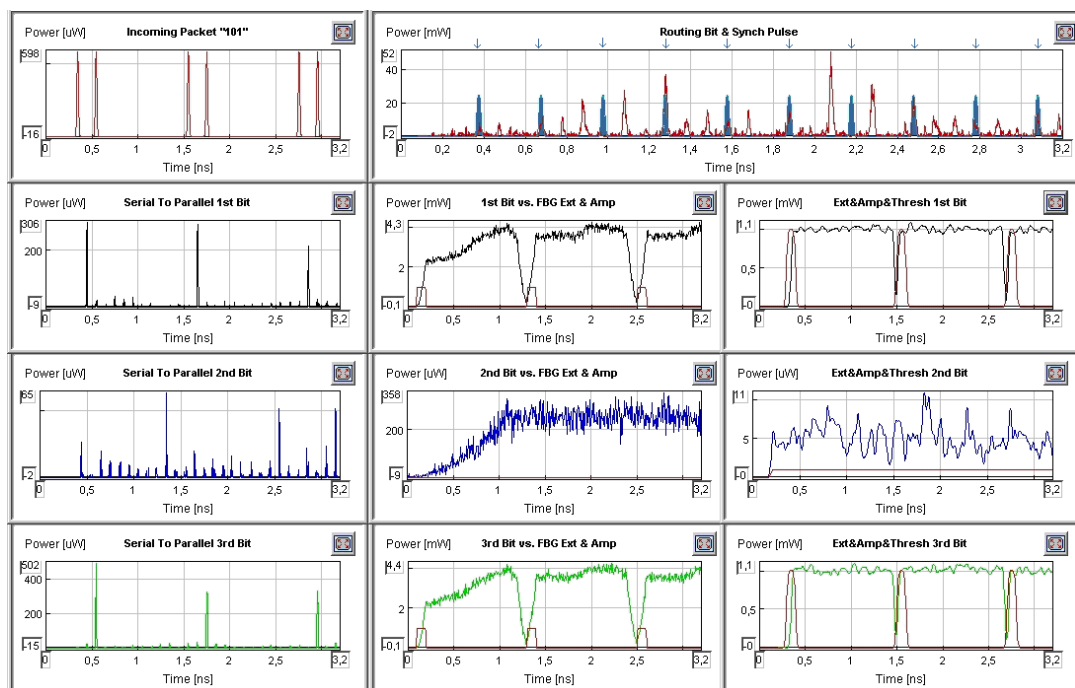 Power [uW] Incoming Packet "101"
598
-16
0 0,5 1 1,5 2 2,5 3,2
Time [ns]
Power [mW] Routing Bit & Synch Pulse
52
40
20
-2
0 0,2 0,4 0,6 0,8 1 1,2 1,4 1,6 1,8 2 2,2 2,4 2,6 2,8 3 3,2
Time [ns]
Power [uW] Serial To Parallel 1st Bit
306
200
-9
0 0,5 1 1,5 2 2,5 3,2
Time [ns]
Power [mW] 1st Bit vs. FBG Ext & Amp
4,3
2
-0,1
0 0,5 1 1,5 2 2,5 3,2
Time [ns]
Power [mW] Ext&Amp&Thresh 1st Bit
1,1
0,5
-0
0 0,5 1 1,5 2 2,5 3,2
Time [ns]
Power [uW] Serial To Parallel 2nd Bit
65
-2
0 0,5 1 1,5 2 2,5 3,2
Time [ns]
Power [uW] 2nd Bit vs. FBG Ext & Amp
358
200
-9
0 0,5 1 1,5 2 2,5 3,2
Time [ns]
Power [uW] Ext&Amp&Thresh 2nd Bit
11
5
-0
0 0,5 1 1,5 2 2,5 3,2
Time [ns]
Power [uW] Serial To Parallel 3rd Bit
502
400
200
-15
0 0,5 1 1,5 2 2,5 3,2
Time [ns]
Power [mW] 3rd Bit vs. FBG Ext & Amp
4,4
2
-0,1
0 0,5 1 1,5 2 2,5 3,2
Time [ns]
Power [mW] Ext&Amp&Thresh 3rd Bit
1,1
0,5
-0
0 0,5 1 1,5 2 2,5 3,2
Time [ns]